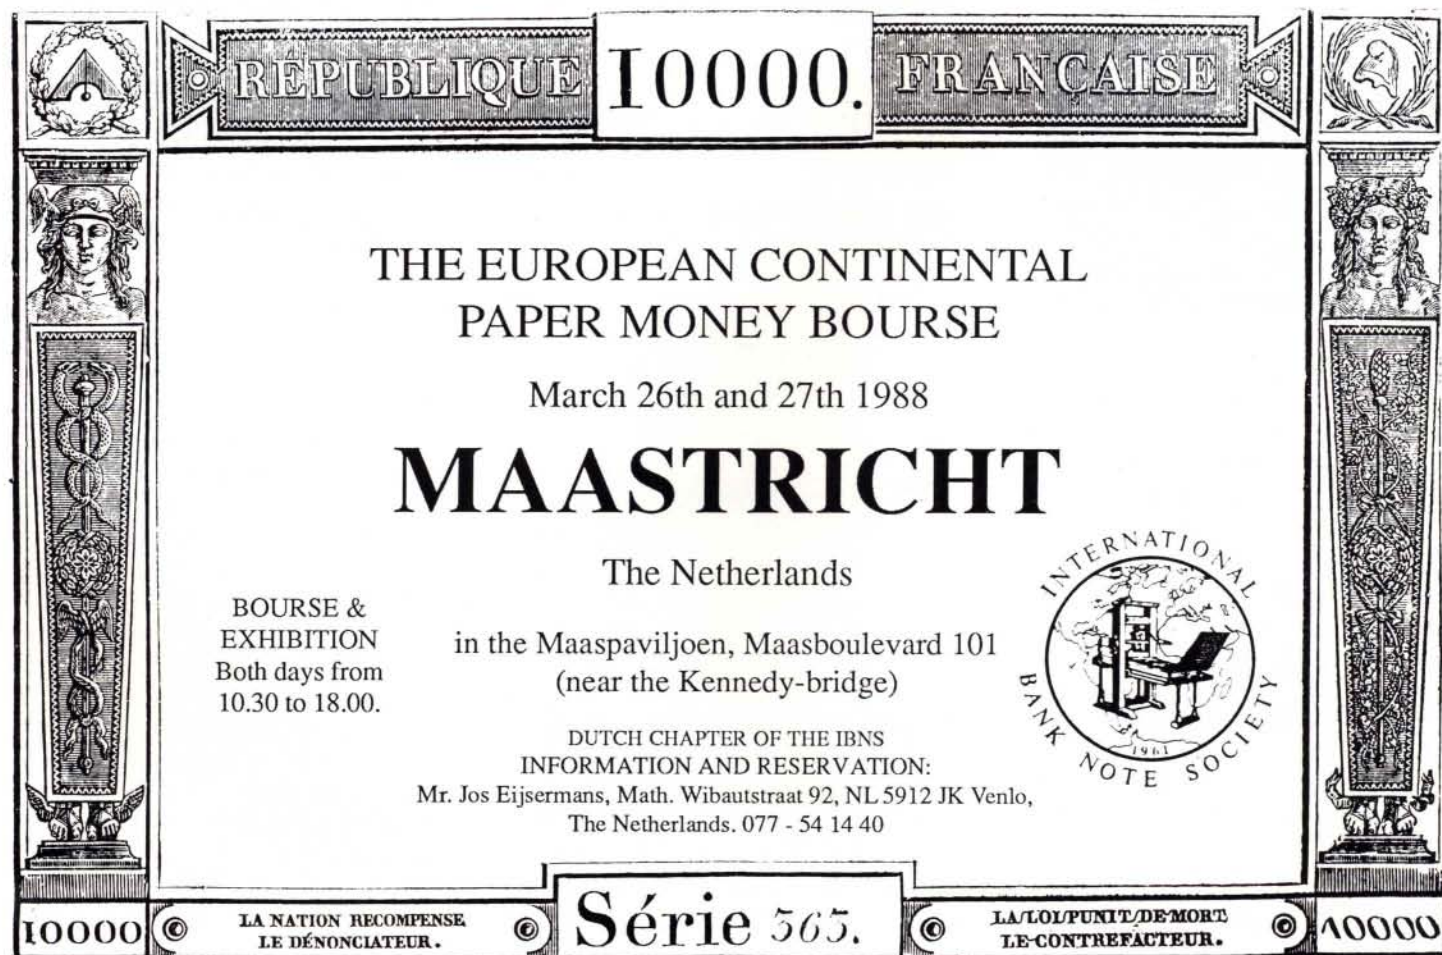 RÉPUBLIQUE 10000. FRANÇAISE
THE EUROPEAN CONTINENTAL
PAPER MONEY BOURSE
March 26th and 27th 1988
MAASTRICHT
The Netherlands
BOURSE &
EXHIBITION
Both days from
10.30 to 18.00.
in the Maaspaviljoen, Maasboulevard 101
(near the Kennedy-bridge)
INTERNATIONAL
BANK NOTE SOCIETY
1961
DUTCH CHAPTER OF THE IBNS
INFORMATION AND RESERVATION:
Mr. Jos Eijsermans, Math. Wibautstraat 92, NL 5912 JK Venlo,
The Netherlands. 077 - 54 14 40
10000
LA NATION RECOMPENSE
LE DÉNONCIATEUR.
Série 363.
LA LOI PUNIT DE MORT
LE CONTREFACTEUR.
10000